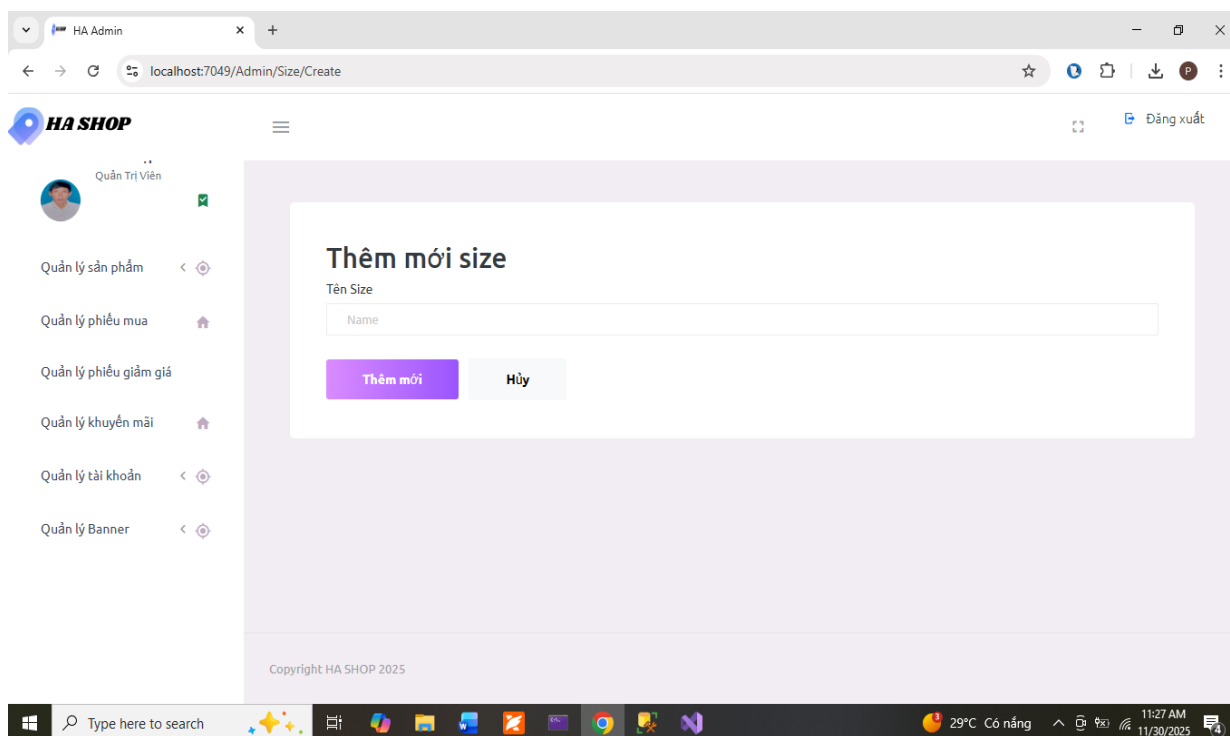 HA Admin
localhost:7049/Admin/Size/Create
HA SHOP
Đăng xuất
Quản Trị Viên
Quản lý sản phẩm
Quản lý phiếu mua
Quản lý phiếu giảm giá
Quản lý khuyến mãi
Quản lý tài khoản
Quản lý Banner
Thêm mới size
Tên Size
Name
Thêm mới
Hủy
Copyright HA SHOP 2025
Type here to search
29°C Có nắng
11:27 AM
11/30/2025